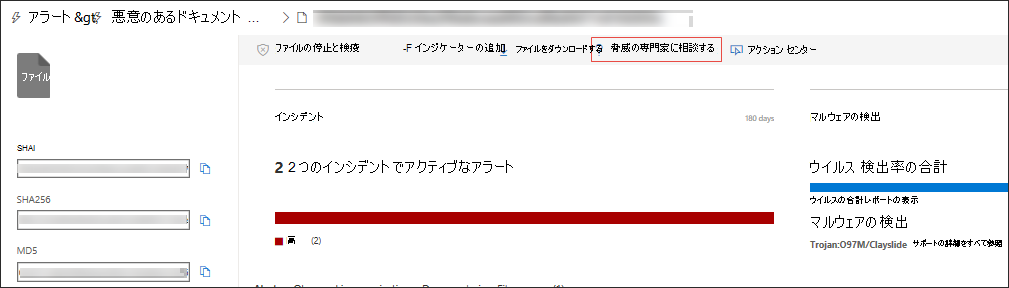 アラート &gt; 悪意のあるドキュメント ...
ファイルの停止と検疫 -F インジケーターの追加 ファイルをダウンロードする 脅威の専門家に相談する アクション センター
ファイル
インシデント 180 days
マルウェアの検出
SHAI
2 2つのインシデント でアクティブなアラート
ウイルス 検出率の合計
SHA256
ウイルスの合計レポートの表示
マルウェアの検出
高 (2)
Trojan:O97M/Clayslide サポートの詳細をすべて参照
MD5